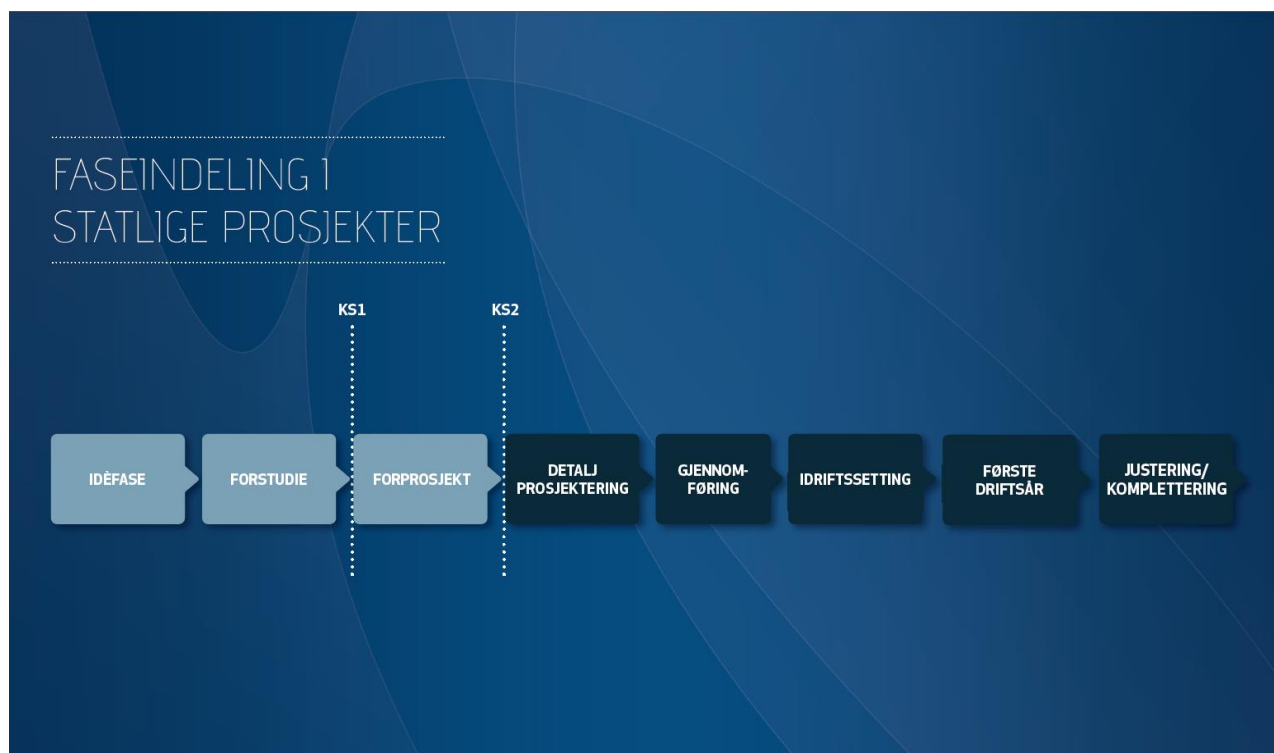 FASEINDELING I
STATLIGE PROSJEKTER
KS1
KS2
IDÈFASE
FORSTUDIE
FORPROSJEKT
DETALJ
PROSJEKTERING
GJENNOM-
FØRING
IDRIFTSSETTING
FØRSTE
DRIFTSÅR
JUSTERING/
KOMPLETTERING